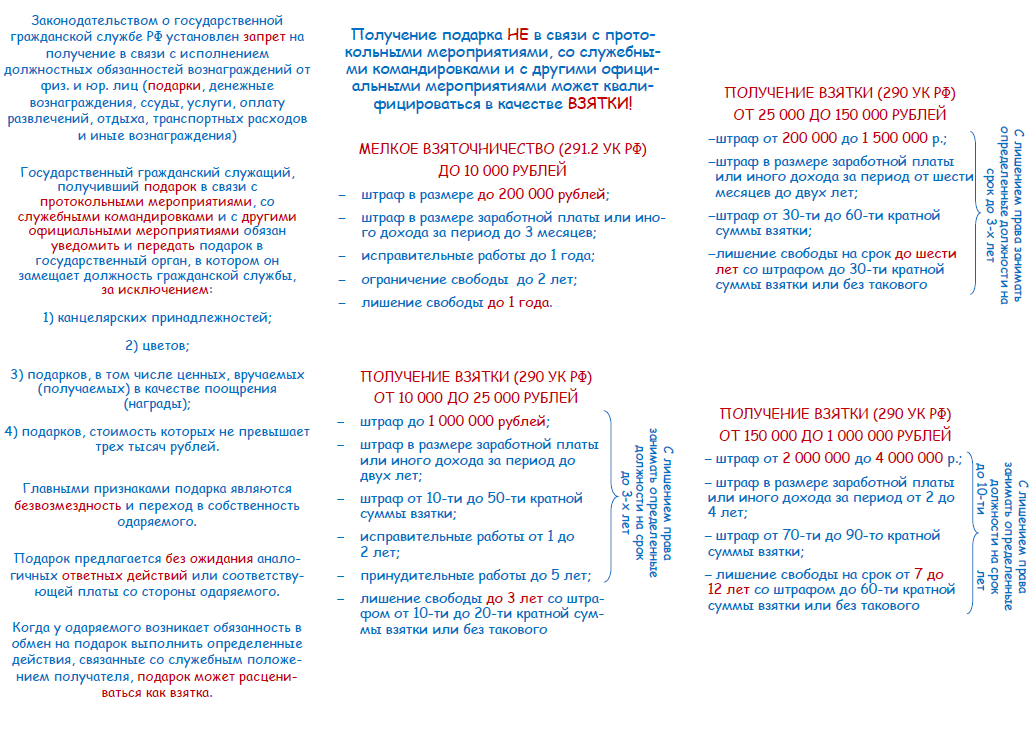 Законодательством о государственной
гражданской службе РФ установлен запрет на
получение в связи с исполнением
должностных обязанностей вознаграждений от
физ. и юр. лиц (подарки, денежные
вознаграждения, ссуды, услуги, оплату
развлечений, отдыха, транспортных расходов
и иные вознаграждения)
Государственный гражданский служащий,
получивший подарок в связи с
протокольными мероприятиями, со
служебными командировками и с другими
официальными мероприятиями обязан
уведомить и передать подарок в
государственный орган, в котором он
замещает должность гражданской службы,
за исключением:
1) канцелярских принадлежностей;
2) цветов;
3) подарков, в том числе ценных, вручаемых
(получаемых) в качестве поощрения
(награды);
4) подарков, стоимость которых не превышает
трех тысяч рублей.
Главными признаками подарка являются
безвозмездность и переход в собственность
одаряемого.
Подарок предлагается без ожидания анало-
гичных ответных действий или соответству-
ющей платы со стороны одаряемого.
Когда у одаряемого возникает обязанность в
обмен на подарок выполнить определенные
действия, связанные со служебным положе-
нием получателя, подарок может расцени-
ваться как взятка.
Получение подарка НЕ в связи с прото-
кольными мероприятиями, со служебны-
ми командировками и с другими офици-
альными мероприятиями может квали-
фицироваться в качестве ВЗЯТКИ!
МЕЛКОЕ ВЗЯТОЧНИЧЕСТВО (291.2 УК РФ)
ДО 10 000 РУБЛЕЙ
– штраф в размере до 200 000 рублей;
– штраф в размере заработной платы или ино-
го дохода за период до 3 месяцев;
– исправительные работы до 1 года;
– ограничение свободы до 2 лет;
– лишение свободы до 1 года.
ПОЛУЧЕНИЕ ВЗЯТКИ (290 УК РФ)
ОТ 10 000 ДО 25 000 РУБЛЕЙ
– штраф до 1 000 000 рублей;
– штраф в размере заработной платы
или иного дохода за период до
двух лет;
– штраф от 10-ти до 50-ти кратной
суммы взятки;
– исправительные работы от 1 до
2 лет;
– принудительные работы до 5 лет;
– лишение свободы до 3 лет со штра-
фом от 10-ти до 20-ти кратной сум-
мы взятки или без такового
С лишением права
занимать определенные
должности на срок
до 3-х лет
ПОЛУЧЕНИЕ ВЗЯТКИ (290 УК РФ)
ОТ 25 000 ДО 150 000 РУБЛЕЙ
–штраф от 200 000 до 1 500 000 р.;
–штраф в размере заработной платы
или иного дохода за период от шести
месяцев до двух лет;
–штраф от 30-ти до 60-ти кратной
суммы взятки;
–лишение свободы на срок до шести
лет со штрафом до 30-ти кратной
суммы взятки или без такового
С лишением права занимать
определенные должности на
срок до 3-х лет
ПОЛУЧЕНИЕ ВЗЯТКИ (290 УК РФ)
ОТ 150 000 ДО 1 000 000 РУБЛЕЙ
– штраф от 2 000 000 до 4 000 000 р.;
– штраф в размере заработной платы
или иного дохода за период от 2 до
4 лет;
– штраф от 70-ти до 90-то кратной
суммы взятки;
– лишение свободы на срок от 7 до
12 лет со штрафом до 60-ти кратной
суммы взятки или без такового
С лишением права
занимать определенные
должности на срок
до 10-ти лет